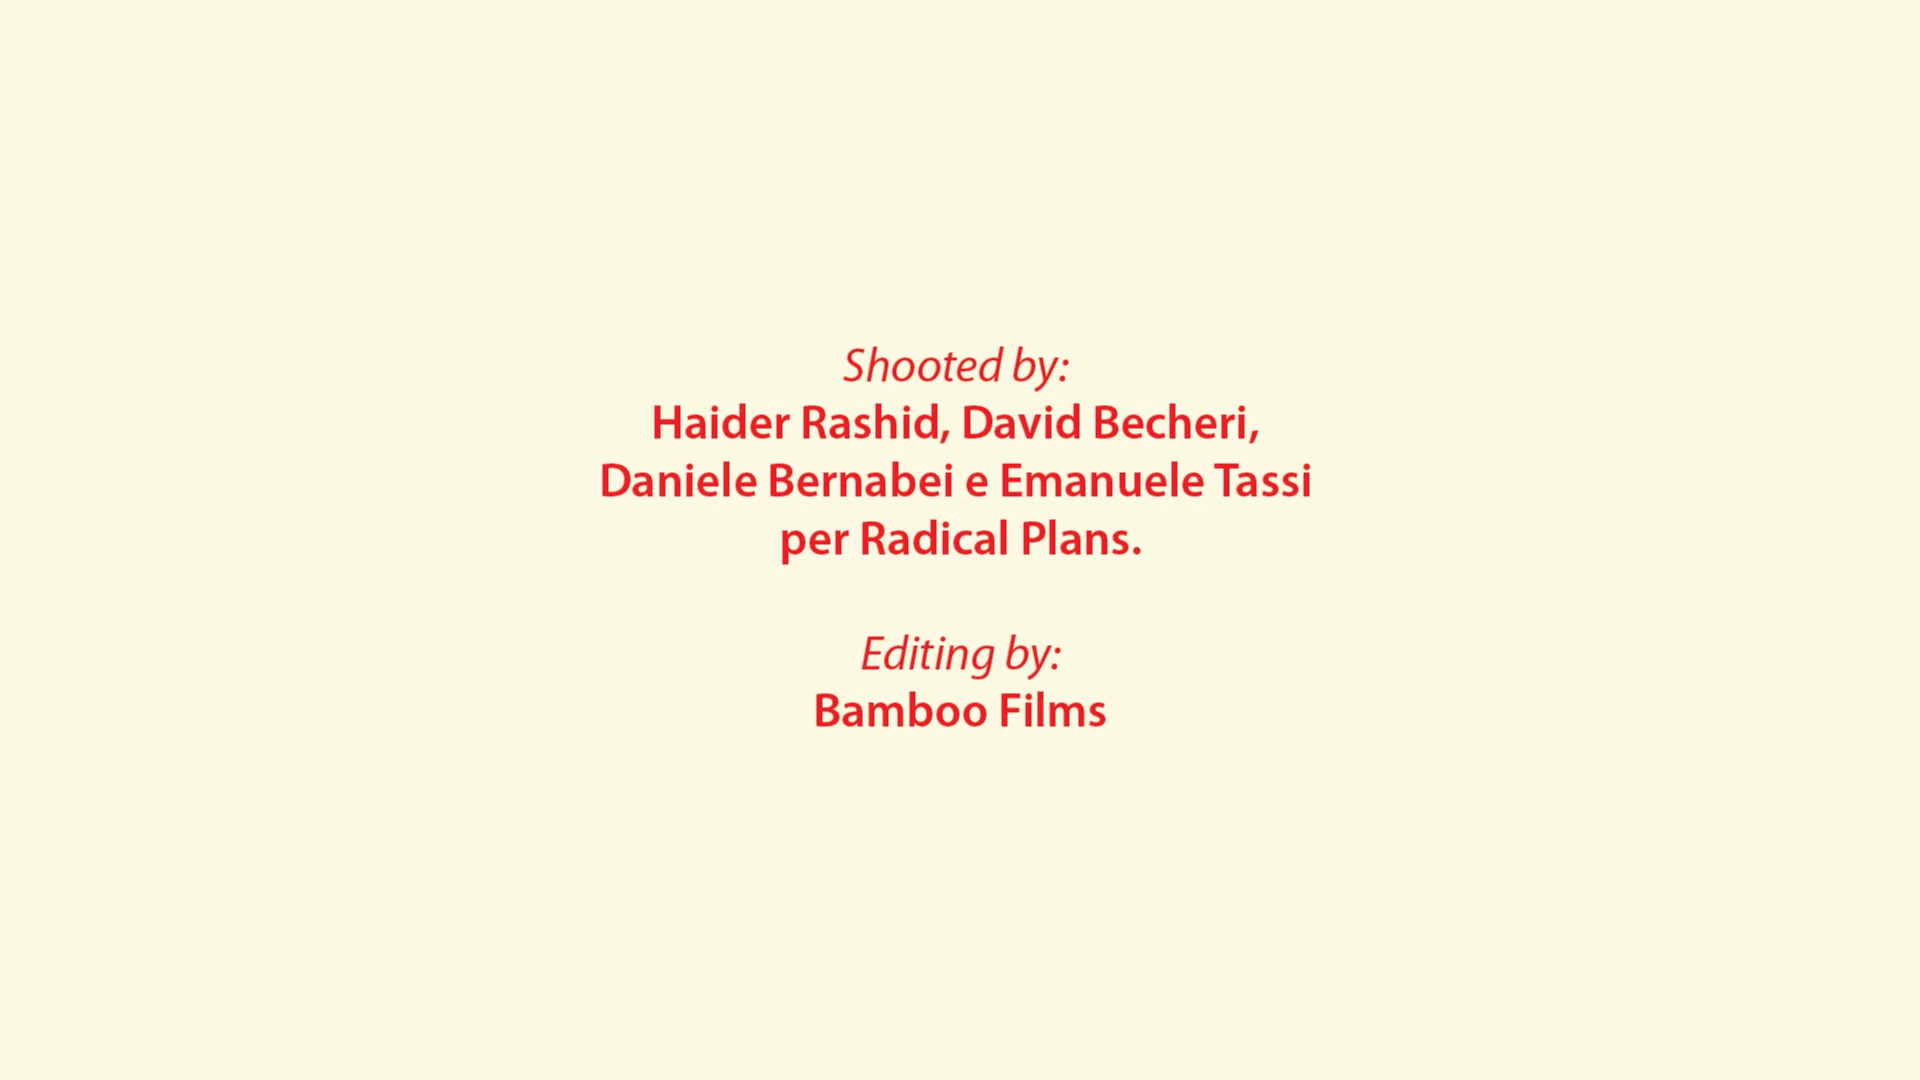 Shooted by:
Haider Rashid, David Becheri,
Daniele Bernabei e Emanuele Tassi
per Radical Plans.
Editing by:
Bamboo Films